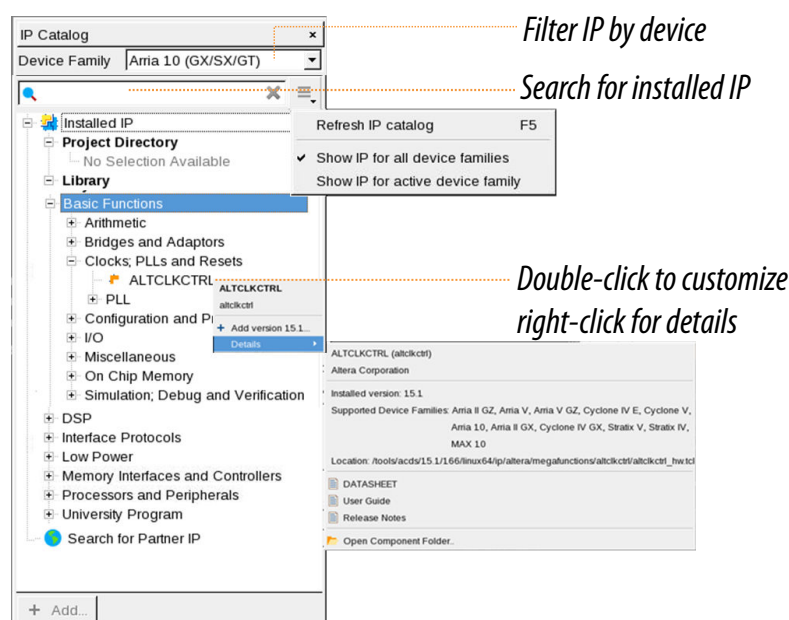 IP Catalog
Filter IP by device
Device Family Arria 10 (GX/SX/GT)
Search for installed IP
Installed IP
Project Directory
No Selection Available
Library
Refresh IP catalog F5
Show IP for all device families
Show IP for active device family
Basic Functions
Arithmetic
Bridges and Adaptors
Clocks; PLLs and Resets
ALTCLKCTRL
PLL
Configuration and P
I/O
Miscellaneous
On Chip Memory
Simulation; Debug and Verification
DSP
Interface Protocols
Low Power
Memory Interfaces and Controllers
Processors and Peripherals
University Program
Search for Partner IP
+ Add...
ALTCLKCTRL
altclkctrl
+ Add version 15.1...
Details
Double-click to customize
right-click for details
ALTCLKCTRL (altclkctrl)
Altera Corporation
Installed version: 15.1
Supported Device Families: Arria II GZ, Arria V, Arria V GZ, Cyclone IV E, Cyclone V,
Arria 10, Arria II GX, Cyclone IV GX, Stratix V, Stratix IV,
MAX 10
Location: /tools/acds/15.1/166/linux64/ip/altera/megafunctions/altclkctrl/altclkctrl_hw.tcl
DATASHEET
User Guide
Release Notes
Open Component Folder..